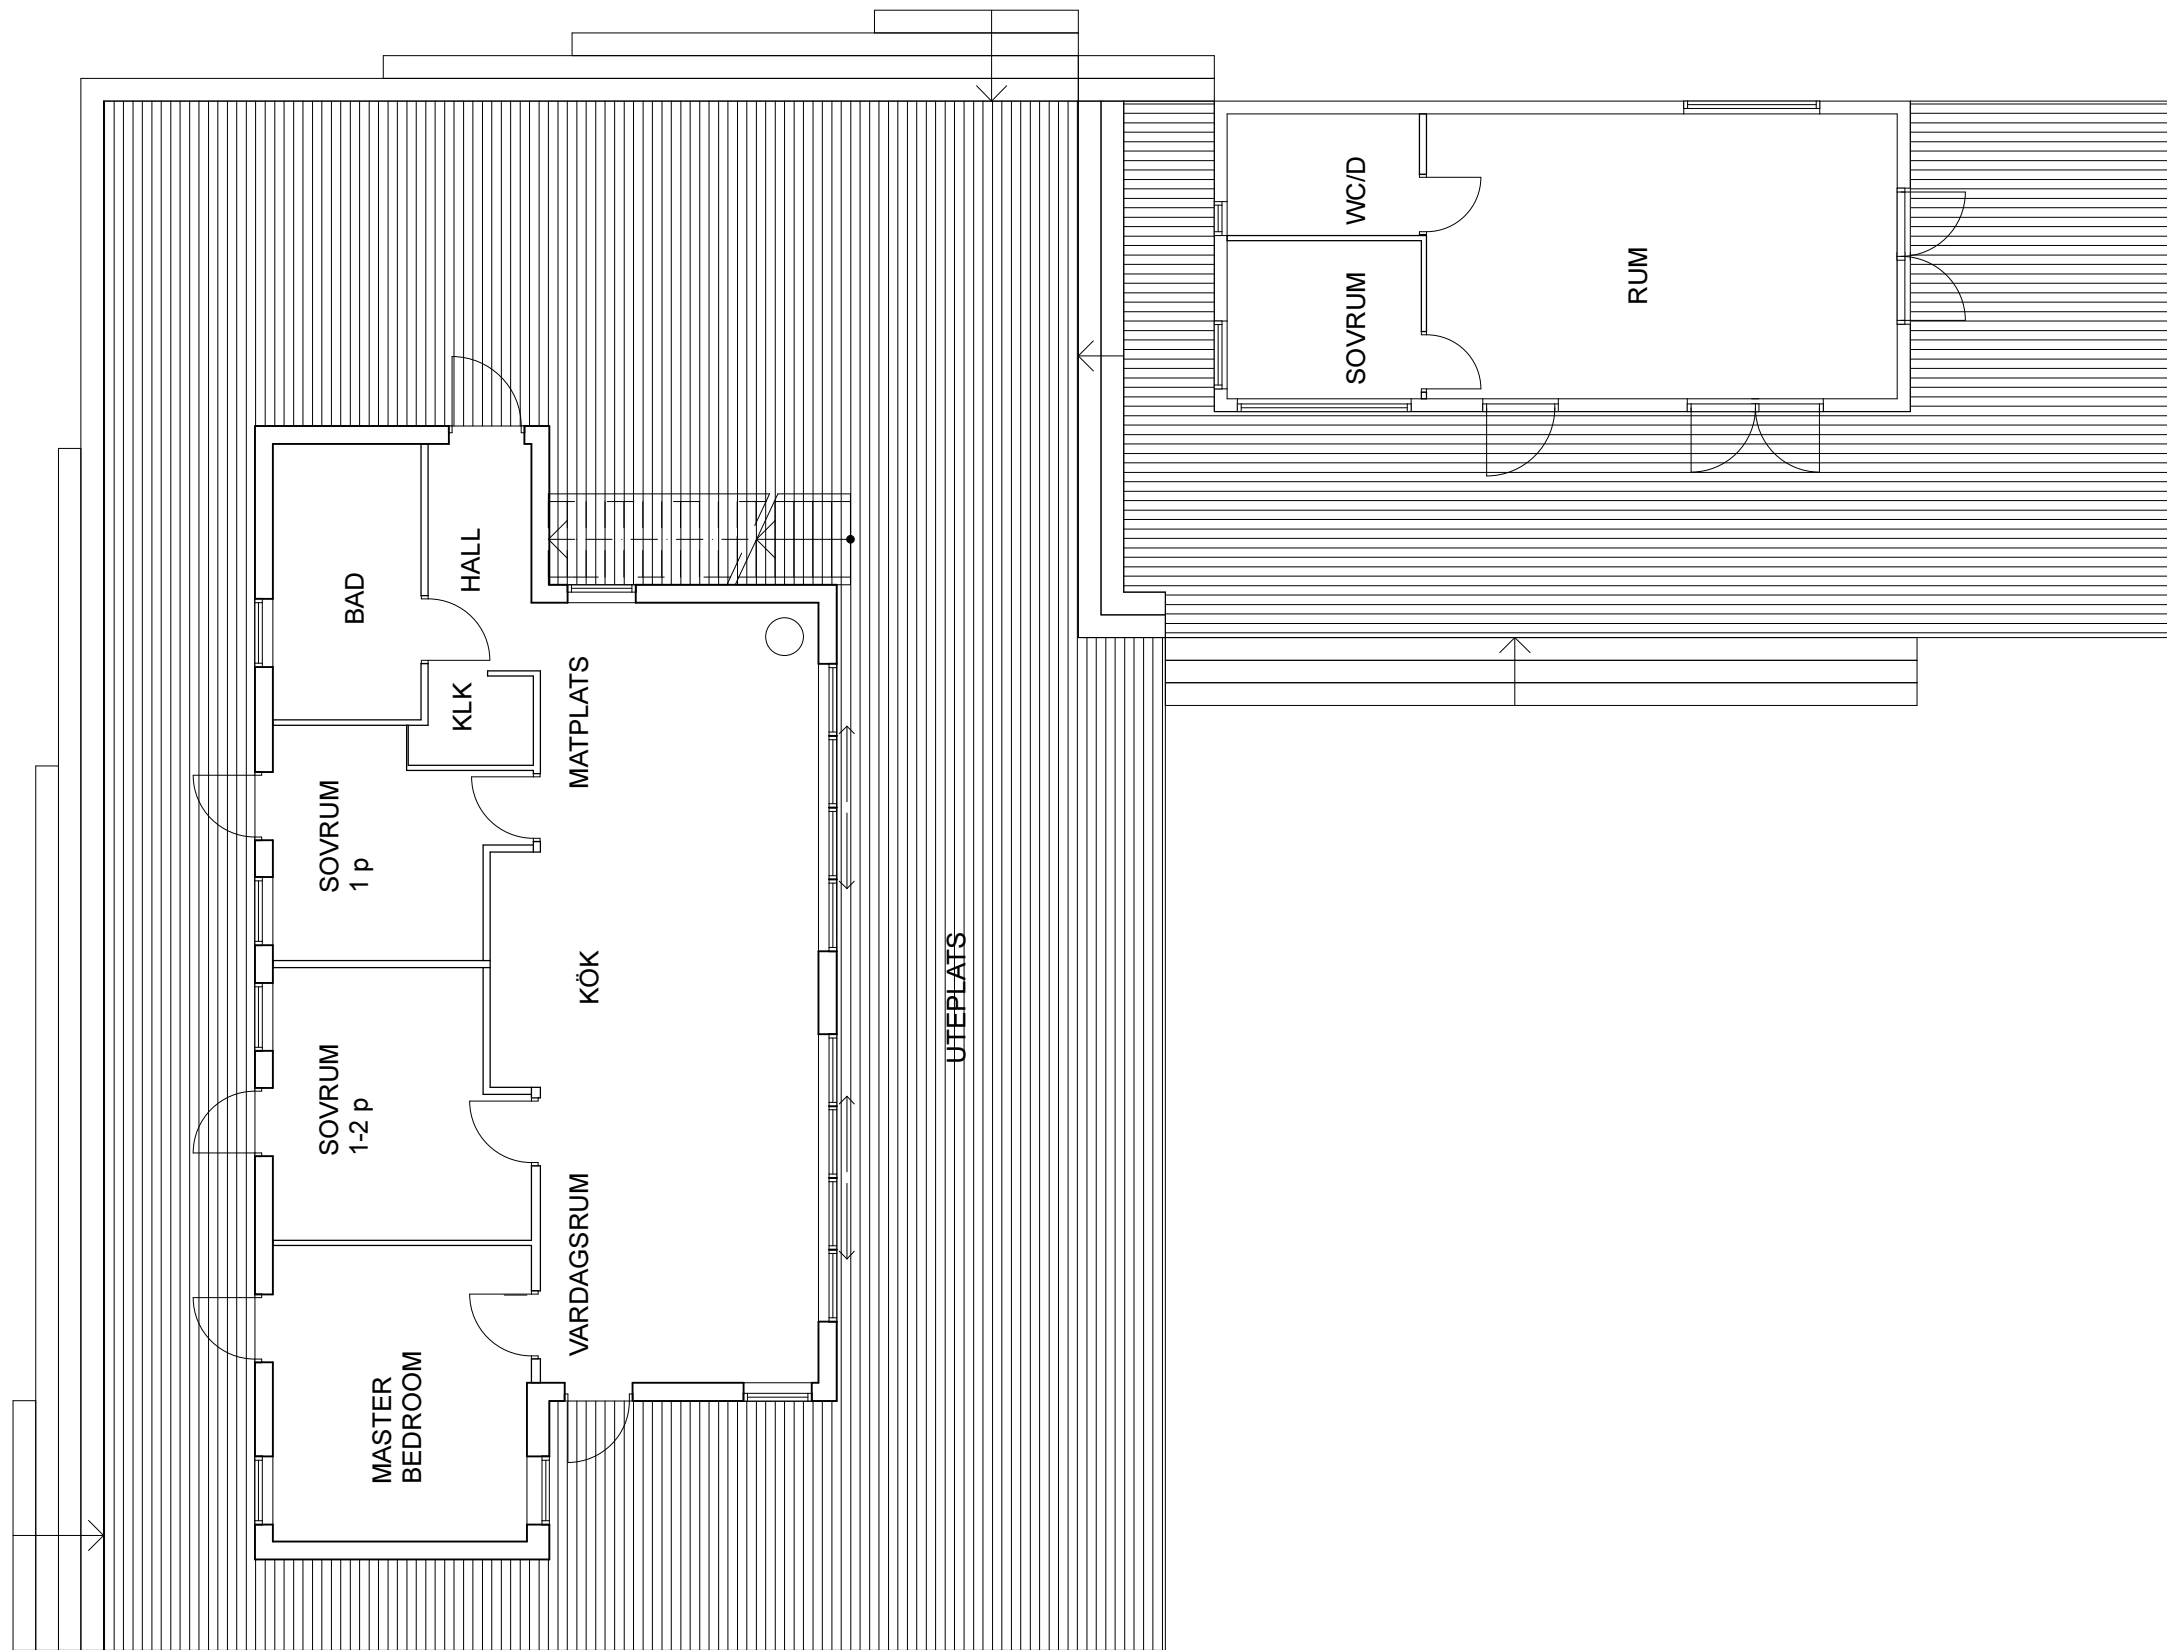 BAD
HALL
KLK
MATPLATS
SOVRUM
1 p
KÖK
SOVRUM
1-2 p
VARDAGSRUM
MASTER
BEDROOM
UTEPLATS
WC/D
SOVRUM
RUM